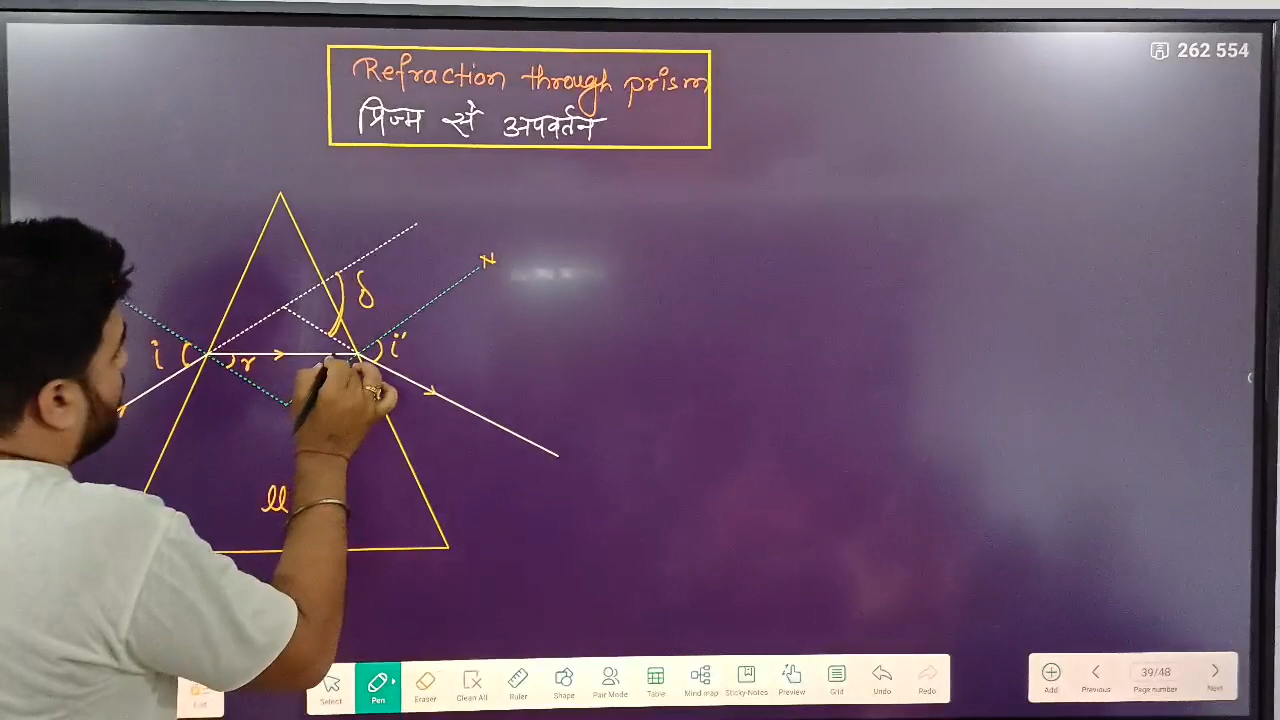 262 554
Refraction through prism
प्रिज्म से अपवर्तन
N
δ
i
r
i'
μ
Select
Pen
Eraser
Clean All
Ruler
Shape
Pair Mode
Table
Mind map
Sticky-Notes
Preview
Grid
Undo
Redo
Add
Previous
39/48
Page number
Next